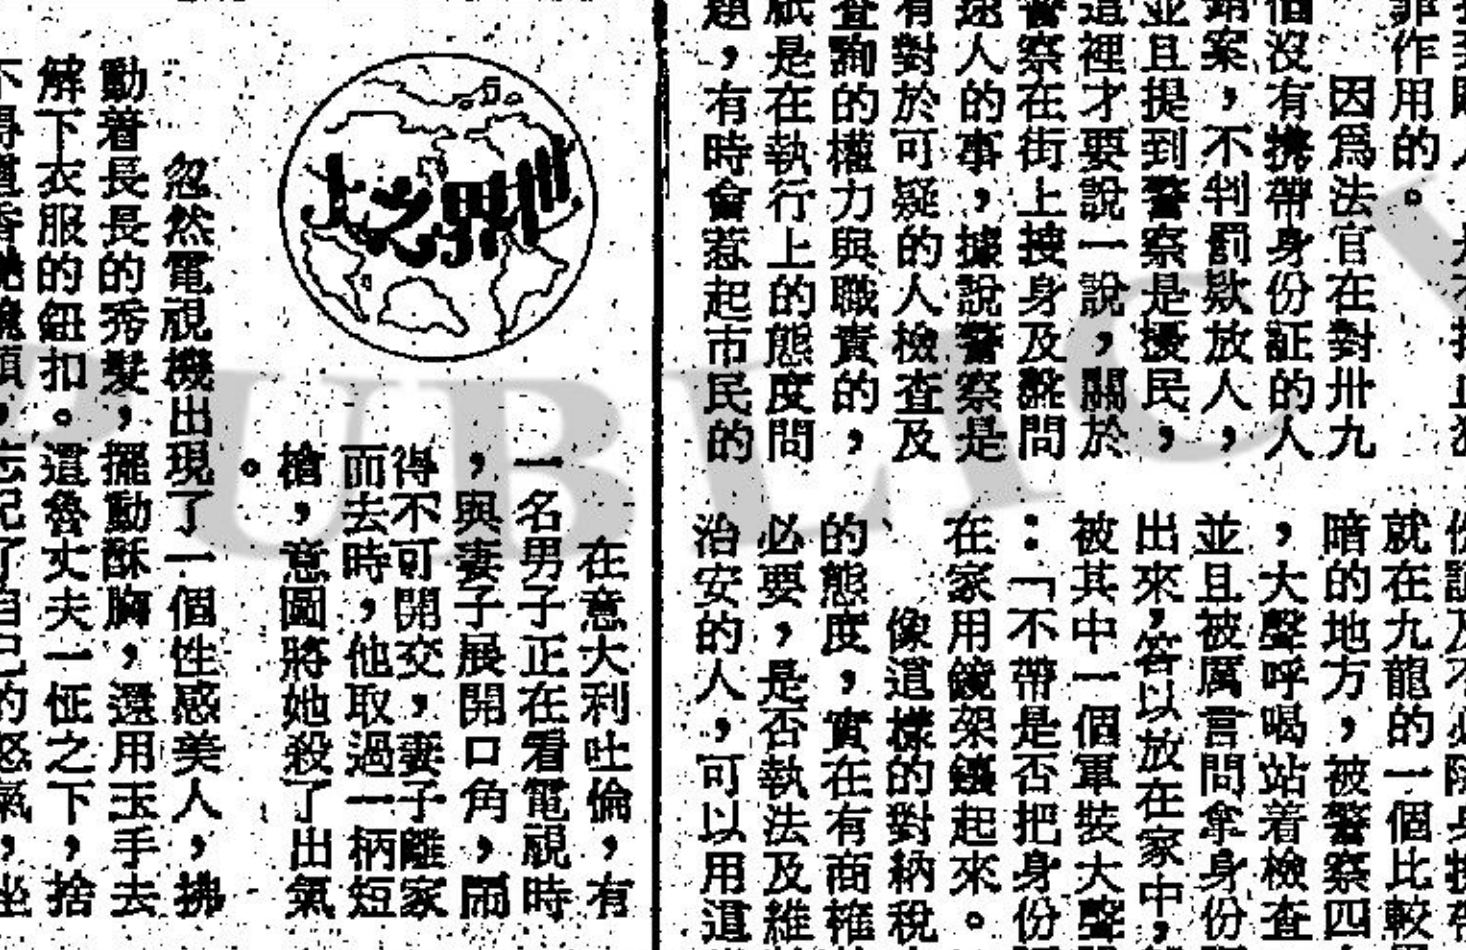 罪作用的。
因爲法官在對卅九
個沒有攜帶身份証的人
銷案，不判罰欵放人，
並且提到警察是擾民，
這裡才要說一說，關於
警察在街上搜身及盤問
途人的事，據說警察是
有對於可疑的人檢查及
查詢的權力與職責的，
祇是在執行上的態度問
題，有時會惹起市民的
就在九龍的一個比較
暗的地方，被警察四
，大聲呼喝站着檢查
並且被厲言問拿身份
出來，答以放在家中，
被其中一個軍裝大聲
：「不帶是否把身份
在家用鏡架鑲起來。
像這樣的對納稅
的態度，實在有商榷
必要，是否執法及維
治安的人，可以用這
世界之大
在意大利吐倫，有
一名男子正在看電視時
，與妻子展開口角，鬧
得不可開交，妻子離家
而去時，他取過一柄短
槍，意圖將她殺了出氣
。
忽然電視機出現了一個性感美人，拂
動着長長的秀髮，擺動酥胸，還用玉手去
解下衣服的鈕扣。這魯丈夫一怔之下，捨
忘記了自己的怒氣，坐
PUBLIC